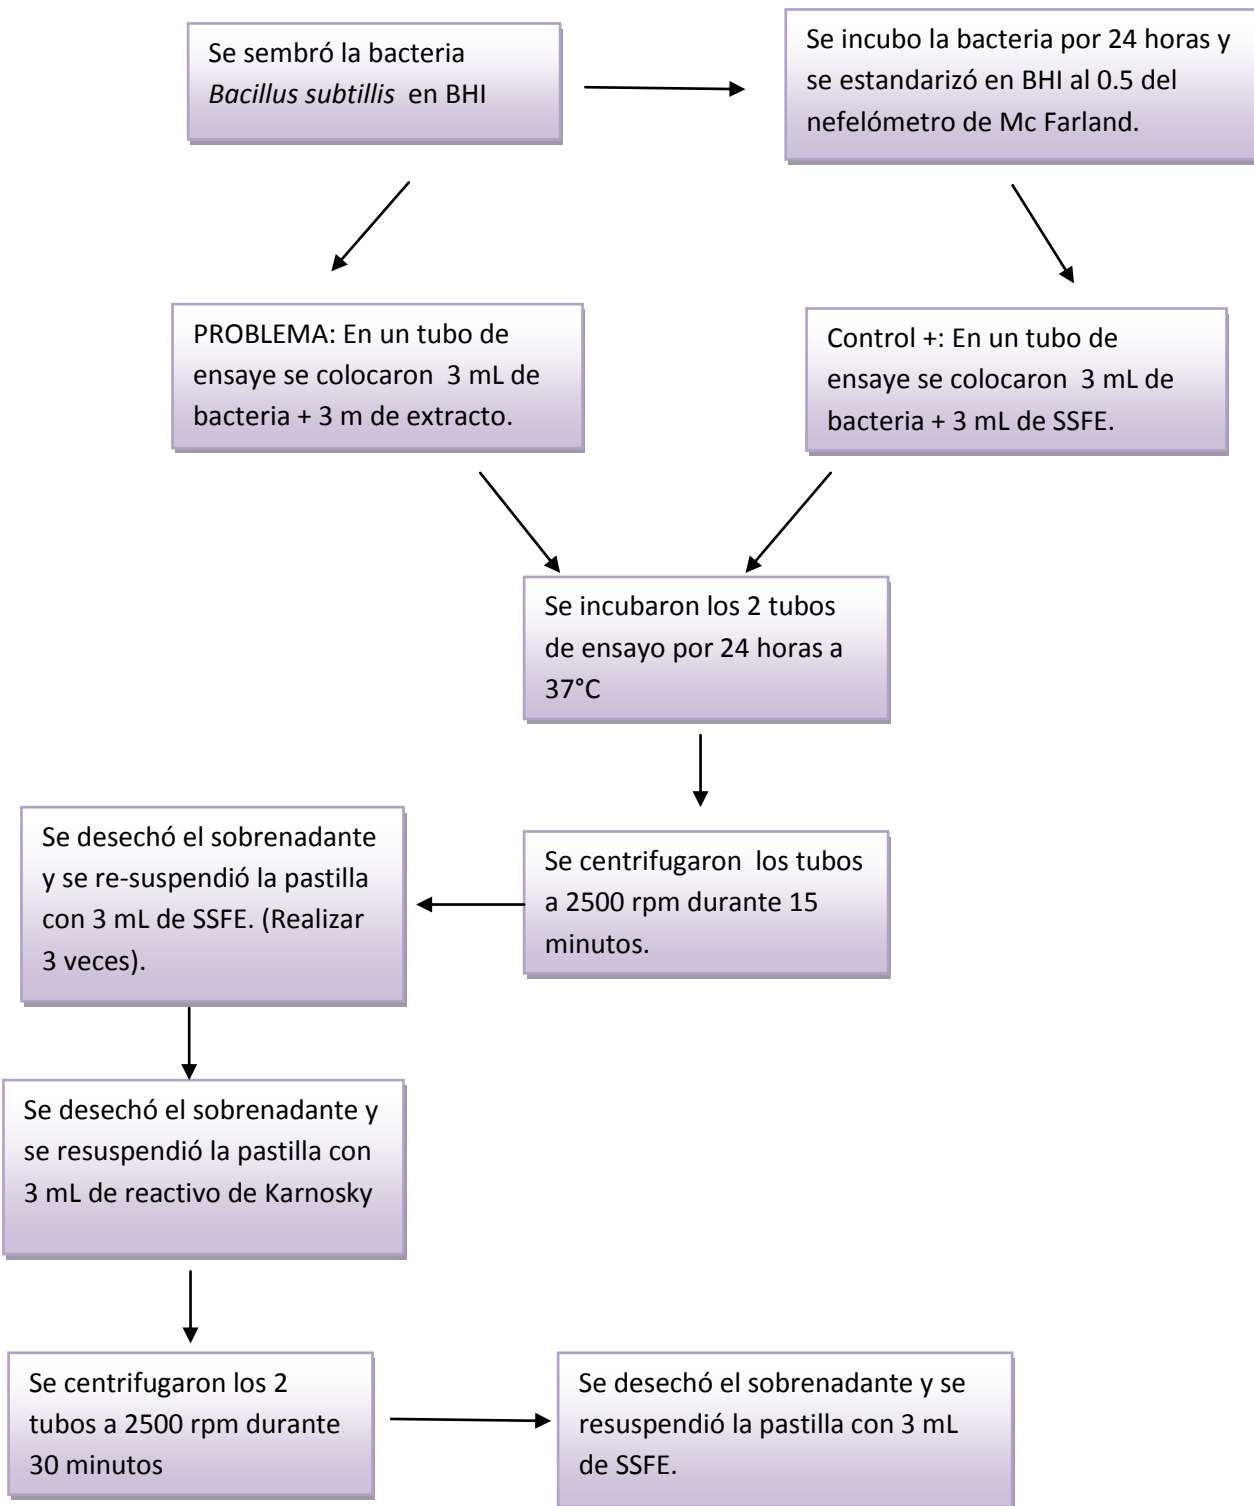 Se sembró la bacteria
Bacillus subtillis en BHI
Se incubo la bacteria por 24 horas y
se estandarizó en BHI al 0.5 del
nefelómetro de Mc Farland.
PROBLEMA: En un tubo de
ensaye se colocaron 3 mL de
bacteria + 3 m de extracto.
Control +: En un tubo de
ensaye se colocaron 3 mL de
bacteria + 3 mL de SSFE.
Se incubaron los 2 tubos
de ensayo por 24 horas a
37°C
Se centrifugaron los tubos
a 2500 rpm durante 15
minutos.
Se desechó el sobrenadante
y se re-suspendió la pastilla
con 3 mL de SSFE. (Realizar
3 veces).
Se desechó el sobrenadante y
se resuspendió la pastilla con
3 mL de reactivo de Karnosky
Se centrifugaron los 2
tubos a 2500 rpm durante
30 minutos
Se desechó el sobrenadante y se
resuspendió la pastilla con 3 mL
de SSFE.